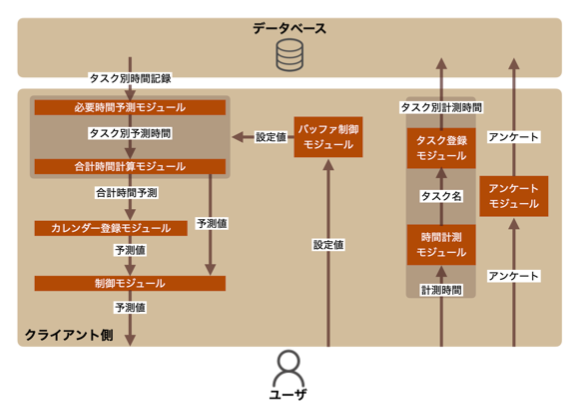 データベース
タスク別時間記録
必要時間予測モジュール
タスク別予測時間
合計時間計算モジュール
合計時間予測
カレンダー登録モジュール
予測値
予測値
制御モジュール
予測値
設定値
バッファ制御
モジュール
設定値
タスク別計測時間
タスク登録
モジュール
タスク名
時間計測
モジュール
計測時間
アンケート
アンケート
モジュール
アンケート
クライアント側
ユーザ